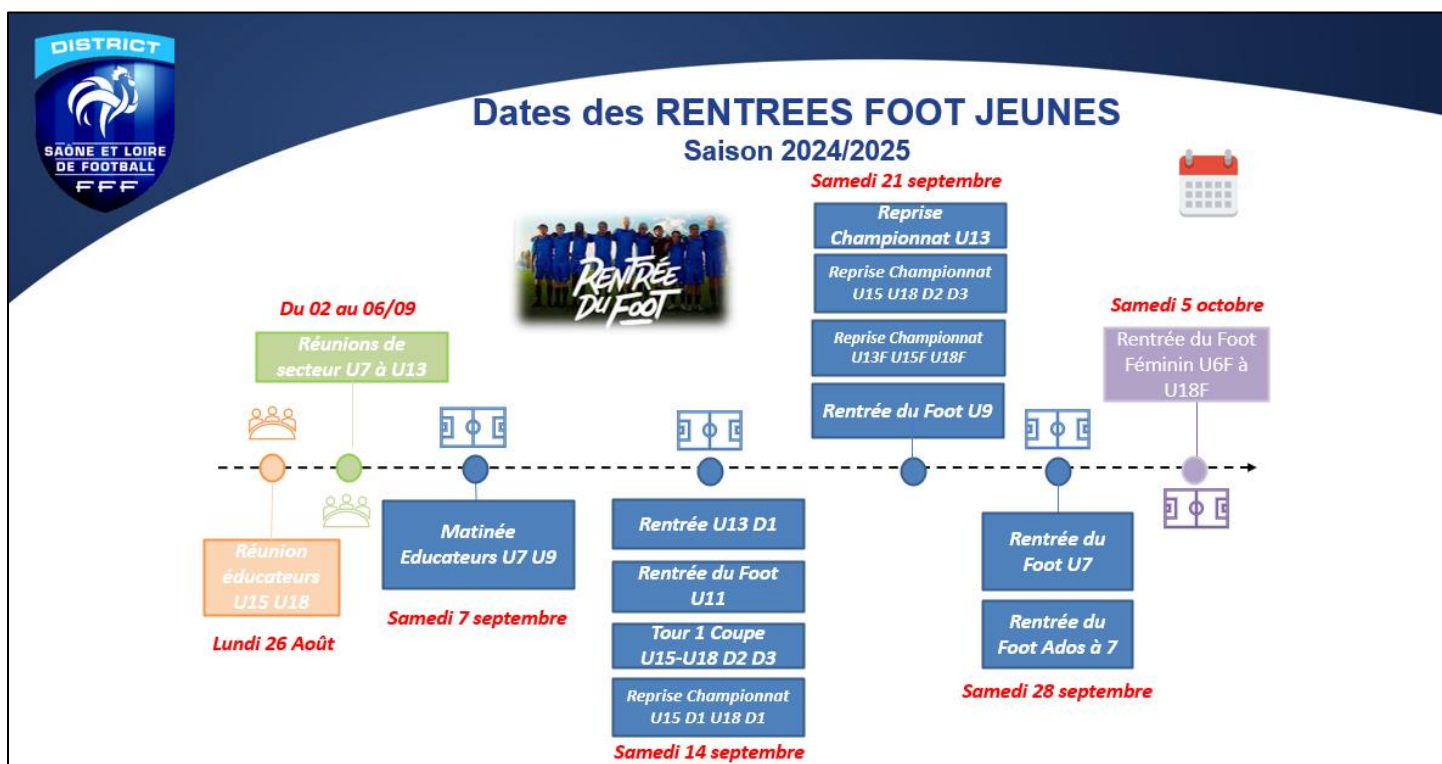 DISTRICT
SAÔNE ET LOIRE
DE FOOTBALL
FFF
Dates des RENTREES FOOT JEUNES
Saison 2024/2025
Samedi 21 septembre
Reprise
Championnat U13
Reprise Championnat
U15 U18 D2 D3
Reprise Championnat
U13F U15F U18F
Rentrée du Foot U9
RENTRÉE
DU FOOT
Du 02 au 06/09
Réunions de
secteur U7 à U13
Samedi 5 octobre
Rentrée du Foot
Féminin U6F à
U18F
Réunion
éducateurs
U15 U18
Lundi 26 Août
Matinée
Educateurs U7 U9
Samedi 7 septembre
Rentrée U13 D1
Rentrée du Foot
U11
Tour 1 Coupe
U15-U18 D2 D3
Reprise Championnat
U15 D1 U18 D1
Samedi 14 septembre
Rentrée du
Foot U7
Rentrée du
Foot Ados à 7
Samedi 28 septembre